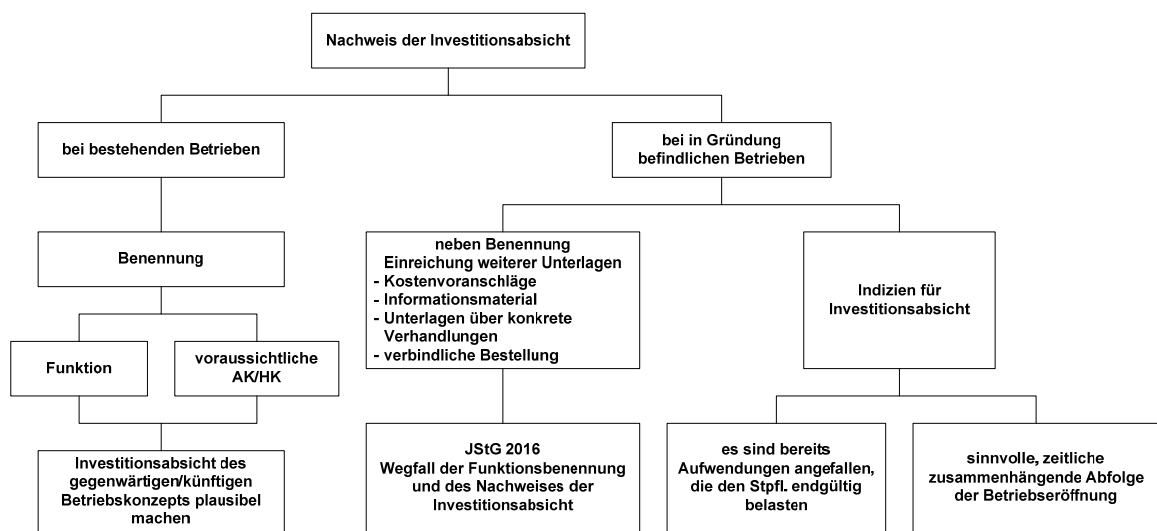 Nachweis der Investitionsabsicht
bei bestehenden Betrieben
bei in Gründung
befindlichen Betrieben
Benennung
neben Benennung
Einreichung weiterer Unterlagen
- Kostenvoranschläge
- Informationsmaterial
- Unterlagen über konkrete
Verhandlungen
- verbindliche Bestellung
Indizien für
Investitionsabsicht
Funktion
voraussichtliche
AK/HK
Investitionsabsicht des
gegenwärtigen/künftigen
Betriebskonzepts plausibel
machen
JStG 2016
Wegfall der Funktionsbenennung
und des Nachweises der
Investitionsabsicht
es sind bereits
Aufwendungen angefallen,
die den Stpfl. endgültig
belasten
sinnvolle, zeitliche
zusammenhängende Abfolge
der Betriebseröffnung